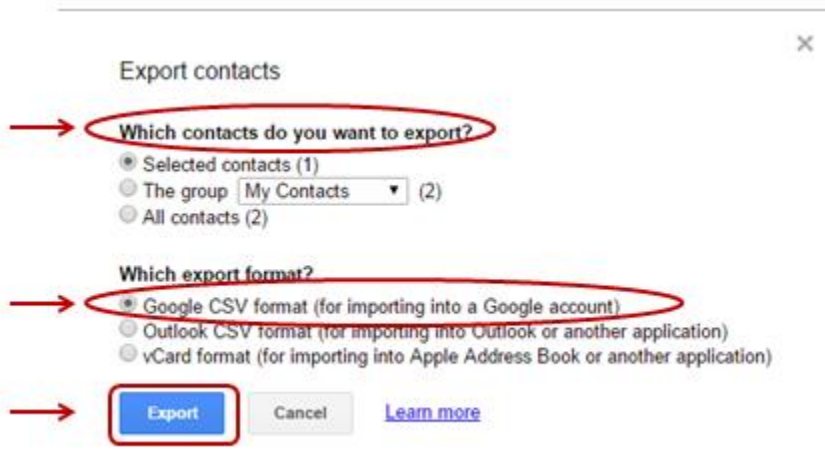 Export contacts
Which contacts do you want to export?
Selected contacts (1)
The group My Contacts (2)
All contacts (2)
Which export format?
Google CSV format (for importing into a Google account)
Outlook CSV format (for importing into Outlook or another application)
vCard format (for importing into Apple Address Book or another application)
Export Cancel Learn more